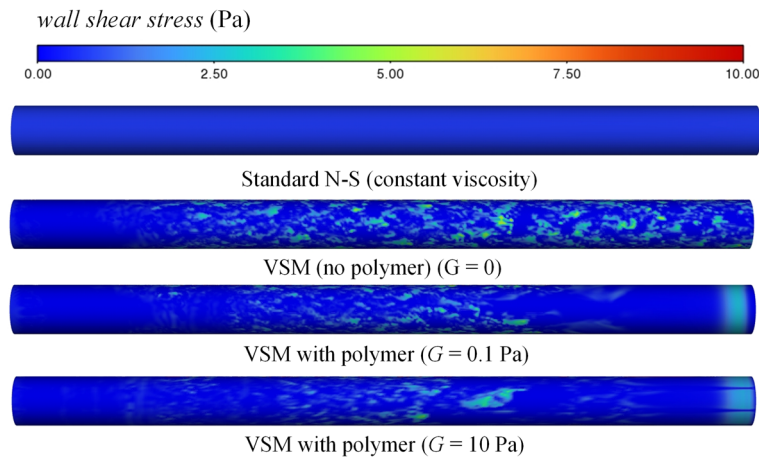 wall shear stress (Pa)
0.00 2.50 5.00 7.50 10.00
Standard N-S (constant viscosity)
VSM (no polymer) (G = 0)
VSM with polymer (G = 0.1 Pa)
VSM with polymer (G = 10 Pa)